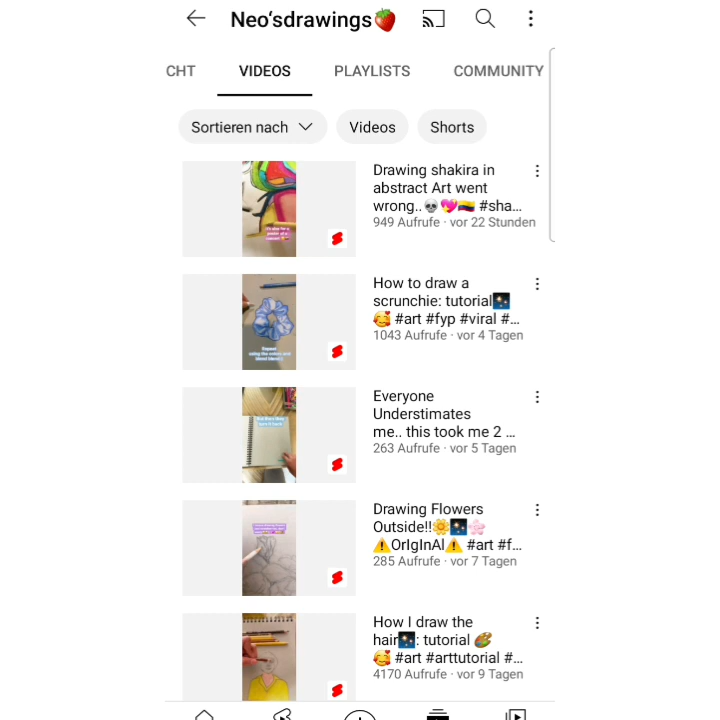 Neo‘sdrawings🍓
CHT VIDEOS PLAYLISTS COMMUNITY
Sortieren nach Videos Shorts
Drawing shakira in
abstract Art went
wrong..💀💖🇨🇴 #sha...
949 Aufrufe · vor 22 Stunden
How to draw a
scrunchie: tutorial🎇
🥰 #art #fyp #viral #...
1043 Aufrufe · vor 4 Tagen
Everyone
Understimates
me.. this took me 2 ...
263 Aufrufe · vor 5 Tagen
Drawing Flowers
Outside!!🌼🎇🌸
⚠️OrIgInAl⚠️ #art #f...
285 Aufrufe · vor 7 Tagen
How I draw the
hair🎇: tutorial 🎨
🥰 #art #arttutorial #...
4170 Aufrufe · vor 9 Tagen